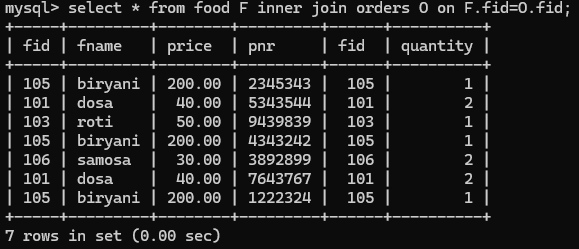 mysql> select * from food F inner join orders O on F.fid=O.fid;
+-----+---------+--------+---------+-----+----------+
| fid | fname   | price  | pnr     | fid | quantity |
+-----+---------+--------+---------+-----+----------+
| 105 | biryani | 200.00 | 2345343 | 105 |        1 |
| 101 | dosa    |  40.00 | 5343544 | 101 |        2 |
| 103 | roti    |  50.00 | 9439839 | 103 |        1 |
| 105 | biryani | 200.00 | 4343242 | 105 |        1 |
| 106 | samosa  |  30.00 | 3892899 | 106 |        2 |
| 101 | dosa    |  40.00 | 7643767 | 101 |        2 |
| 105 | biryani | 200.00 | 1222324 | 105 |        1 |
+-----+---------+--------+---------+-----+----------+
7 rows in set (0.00 sec)